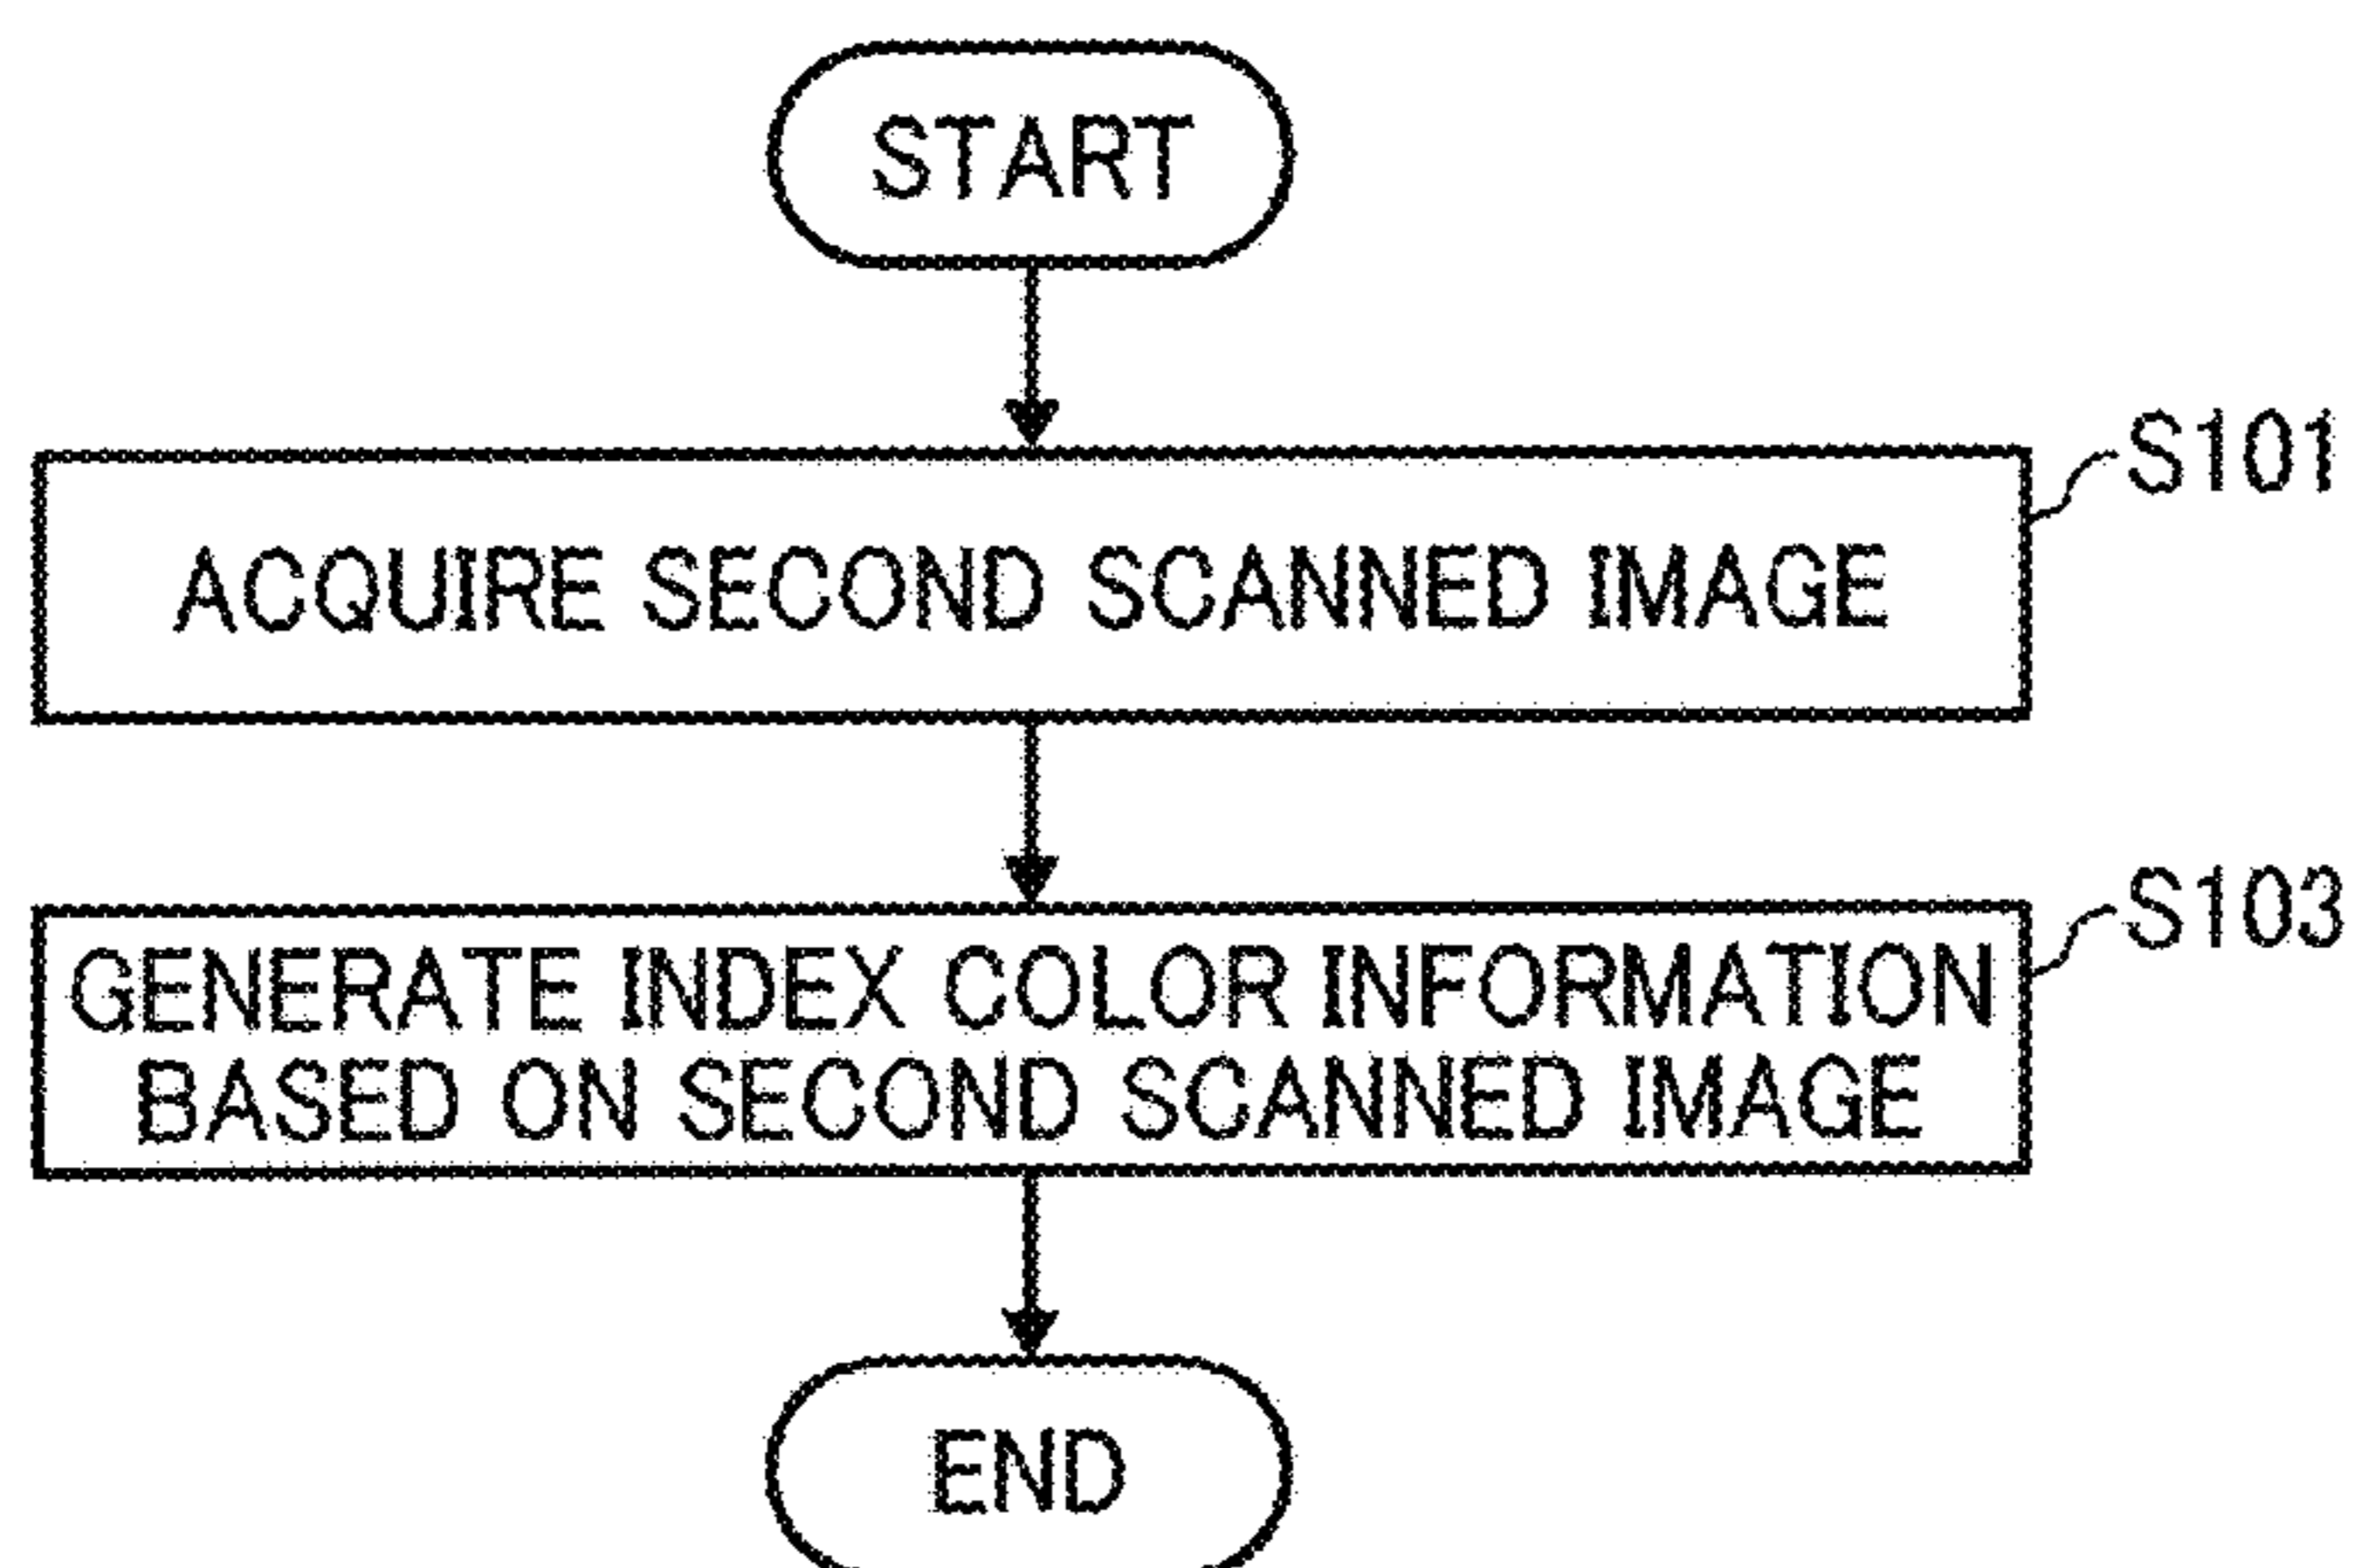 START
S101
ACQUIRE SECOND SCANNED IMAGE
S103
GENERATE INDEX COLOR INFORMATION
BASED ON SECOND SCANNED IMAGE
END